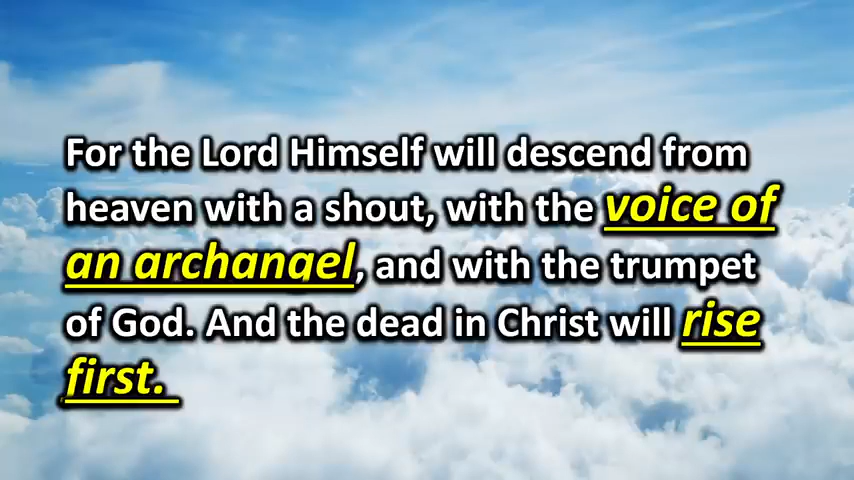 For the Lord Himself will descend from
heaven with a shout, with the voice of
an archangel, and with the trumpet
of God. And the dead in Christ will rise
first.